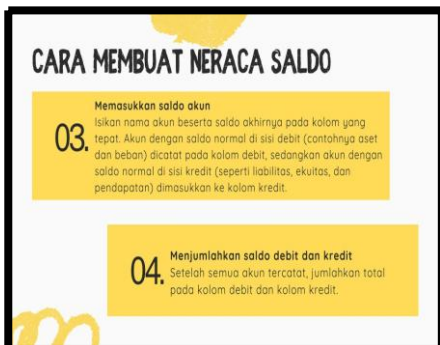 CARA MEMBUAT NERACA SALDO
03.
Memasukkan saldo akun
Isikan nama akun beserta saldo akhirnya pada kolom yang
tepat. Akun dengan saldo normal di sisi debit (contohnya aset
dan beban) dicatat pada kolom debit, sedangkan akun dengan
saldo normal di sisi kredit (seperti liabilitas, ekuitas, dan
pendapatan) dimasukkan ke kolom kredit.
04.
Menjumlahkan saldo debit dan kredit
Setelah semua akun tercatat, jumlahkan total
pada kolom debit dan kolom kredit.